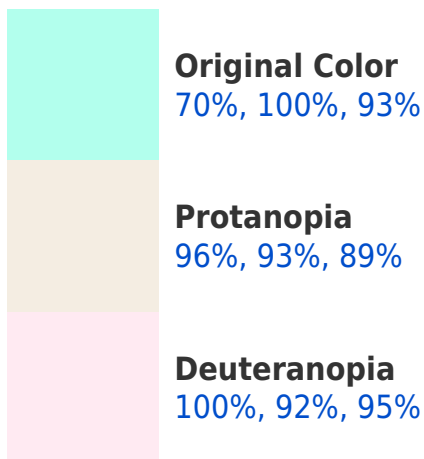 Original Color
70%, 100%, 93%
Protanopia
96%, 93%, 89%
Deuteranopia
100%, 92%, 95%